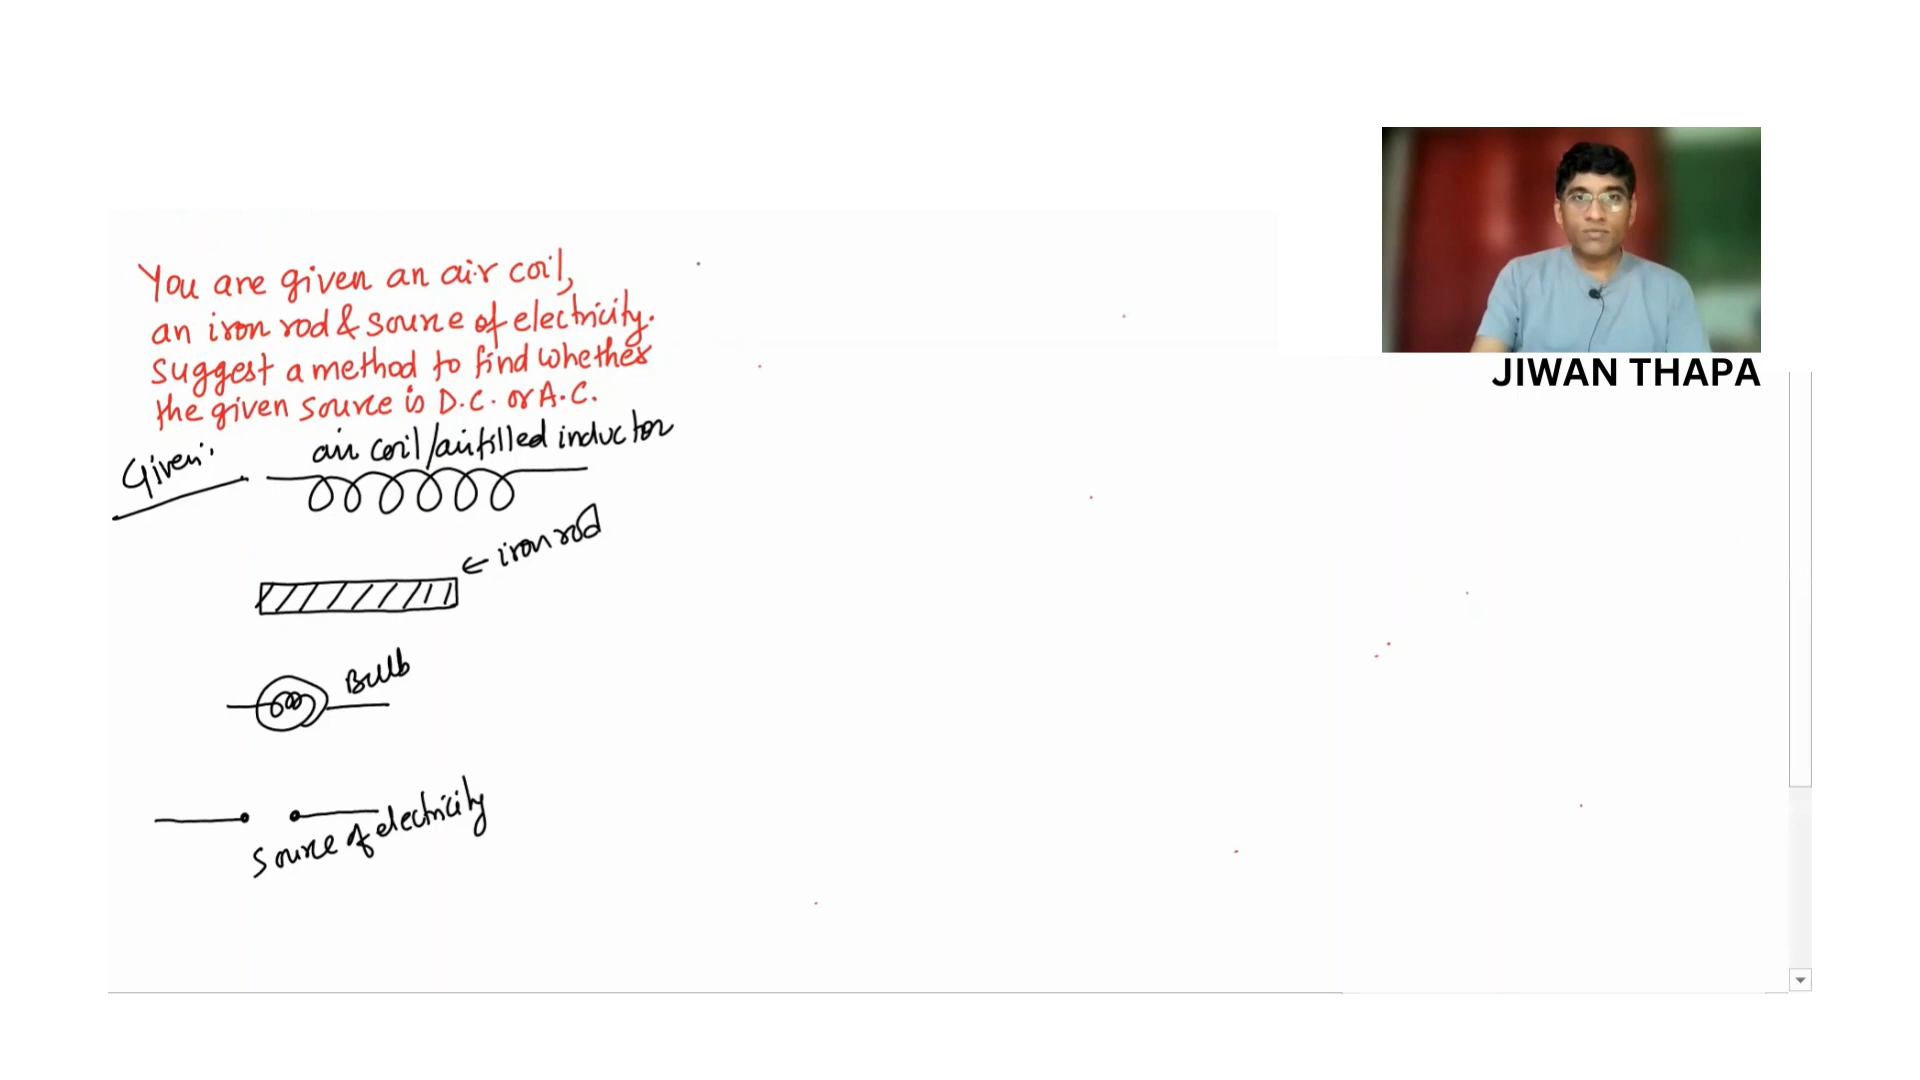 You are given an air coil,
an iron rod & source of electricity.
Suggest a method to find whether
the given source is D.C. or A.C.
Given:
air coil/airfilled inductor
← iron rod
Bulb
Source of electricity
JIWAN THAPA